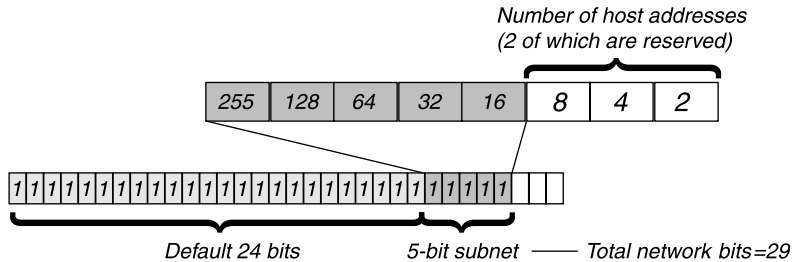 Number of host addresses
(2 of which are reserved)
255 128 64 32 16 8 4 2
1 1 1 1 1 1 1 1 1 1 1 1 1 1 1 1 1 1 1 1 1 1 1 1 1 1 1 1 1
Default 24 bits 5-bit subnet Total network bits=29